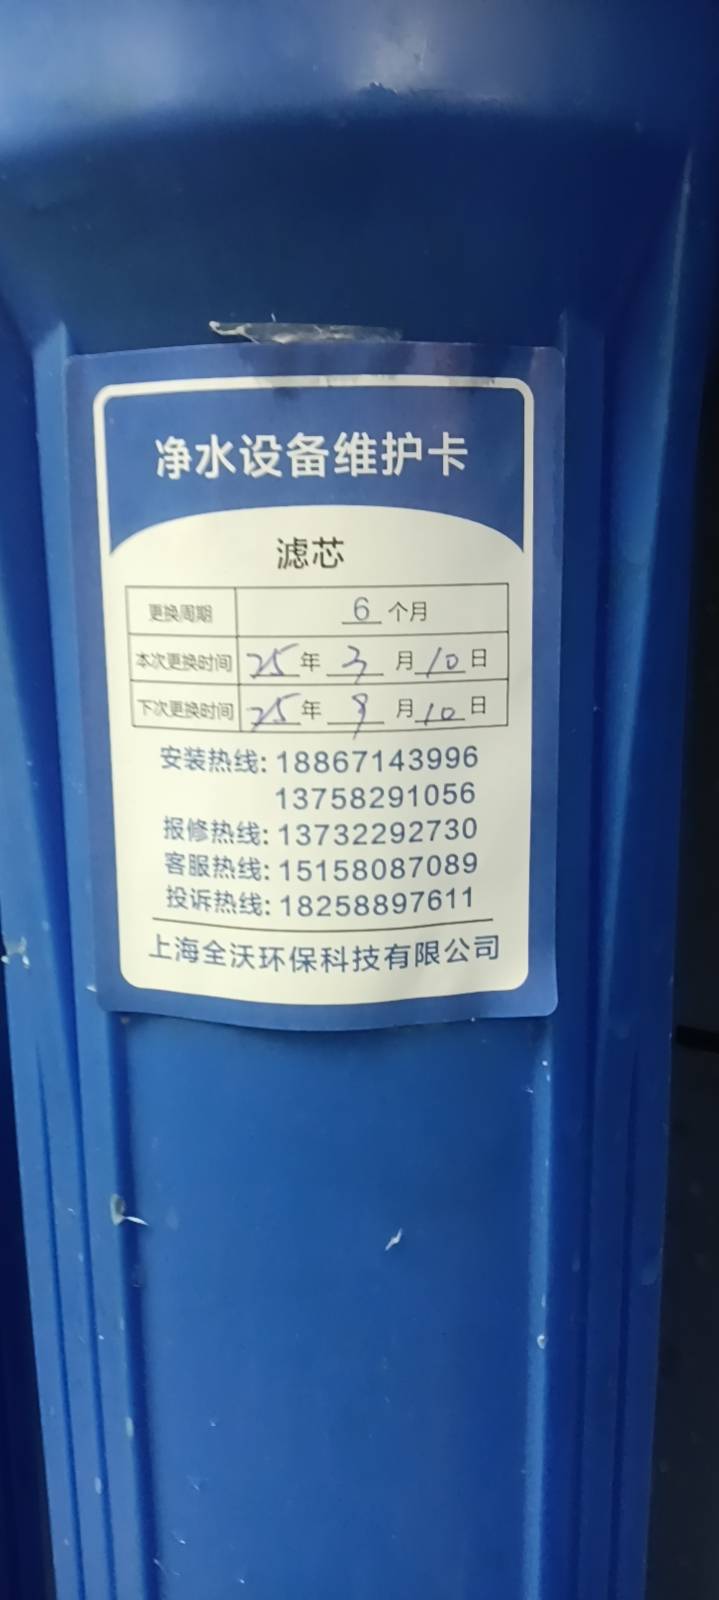 净水设备维护卡
滤芯
更换周期 6 个月
本次更换时间 25 年 3 月 10 日
下次更换时间 25 年 9 月 10 日
安装热线: 18867143996
13758291056
报修热线: 13732292730
客服热线: 15158087089
投诉热线: 18258897611
上海全沃环保科技有限公司